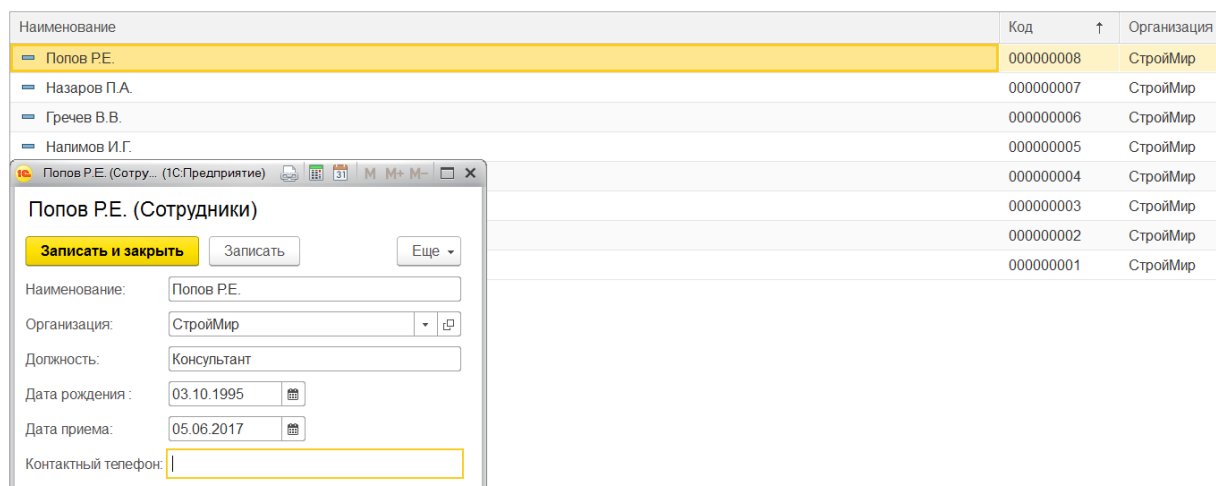 Наименование Код ↑ Организация
Попов Р.Е. 000000008 СтройМир
Назаров П.А. 000000007 СтройМир
Гречев В.В. 000000006 СтройМир
Налимов И.Г. 000000005 СтройМир
000000004 СтройМир
000000003 СтройМир
000000002 СтройМир
000000001 СтройМир
1С Попов Р.Е. (Сотру... (1С:Предприятие) 31 M M+ M-
Попов Р.Е. (Сотрудники)
Записать и закрыть Записать Еще
Наименование: Попов Р.Е.
Организация: СтройМир
Должность: Консультант
Дата рождения : 03.10.1995
Дата приема: 05.06.2017
Контактный телефон: